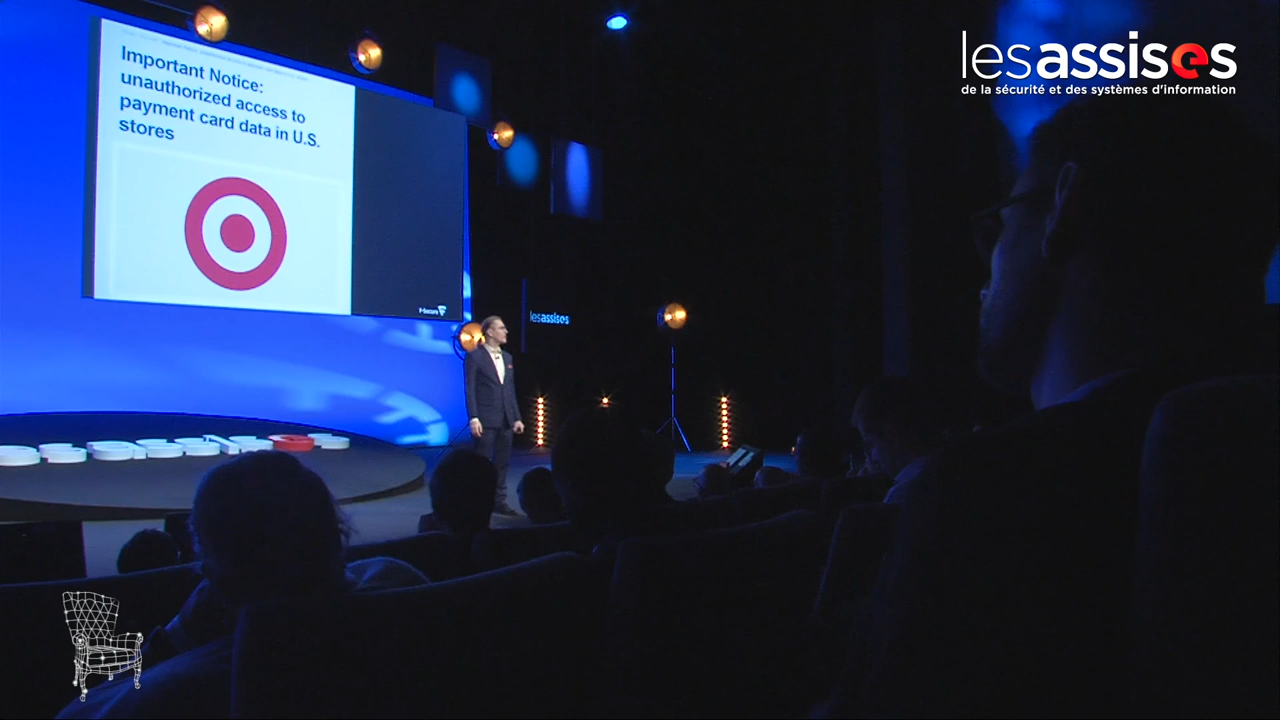 Important Notice:
unauthorized access to
payment card data in U.S.
stores
F-Secure
lesassises
lesassises
de la sécurité et des systèmes d'information